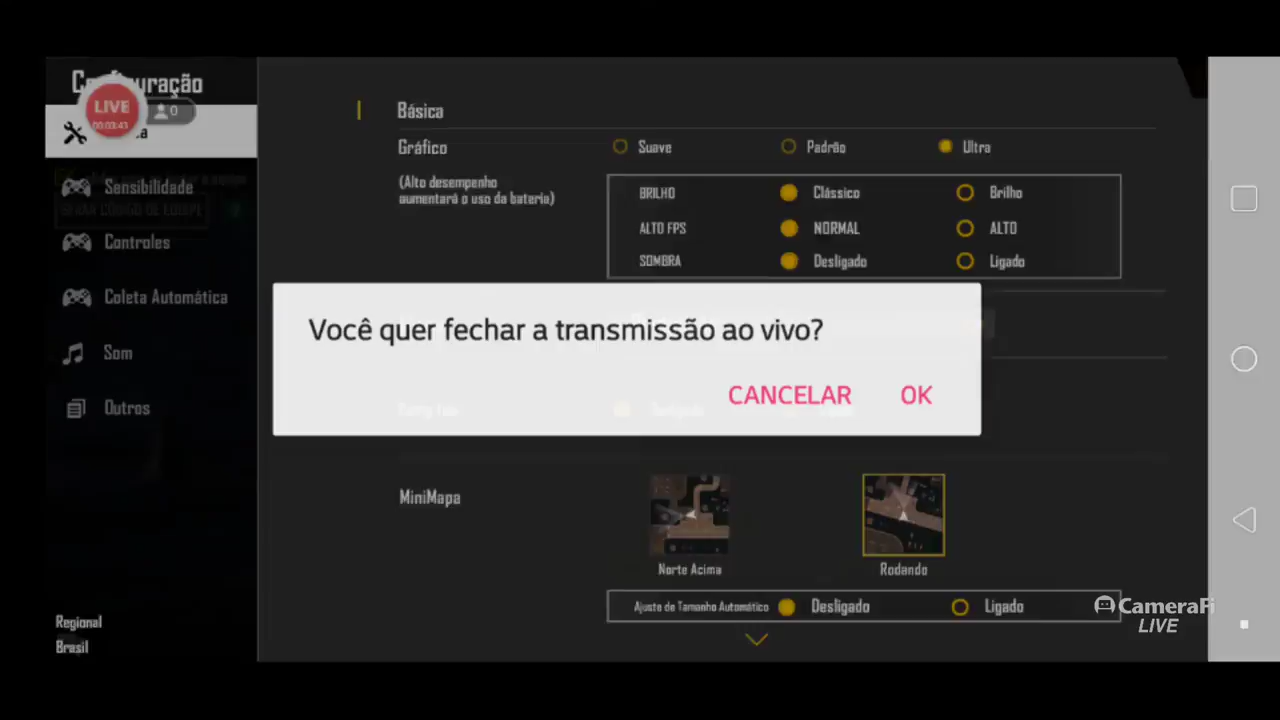 Configuração
LIVE
00:03:43
0
Sensibilidade
Controles
Coleta Automática
Som
Outros
Regional
Brasil
Básica
Gráfico
Suave
Padrão
Ultra
(Alto desempenho
aumentará o uso da bateria)
BRILHO
Clássico
Brilho
ALTO FPS
NORMAL
ALTO
SOMBRA
Desligado
Ligado
Você quer fechar a transmissão ao vivo?
CANCELAR
OK
MiniMapa
Norte Acima
Rodando
Ajuste de Tamanho Automático
Desligado
Ligado
CameraFi
LIVE